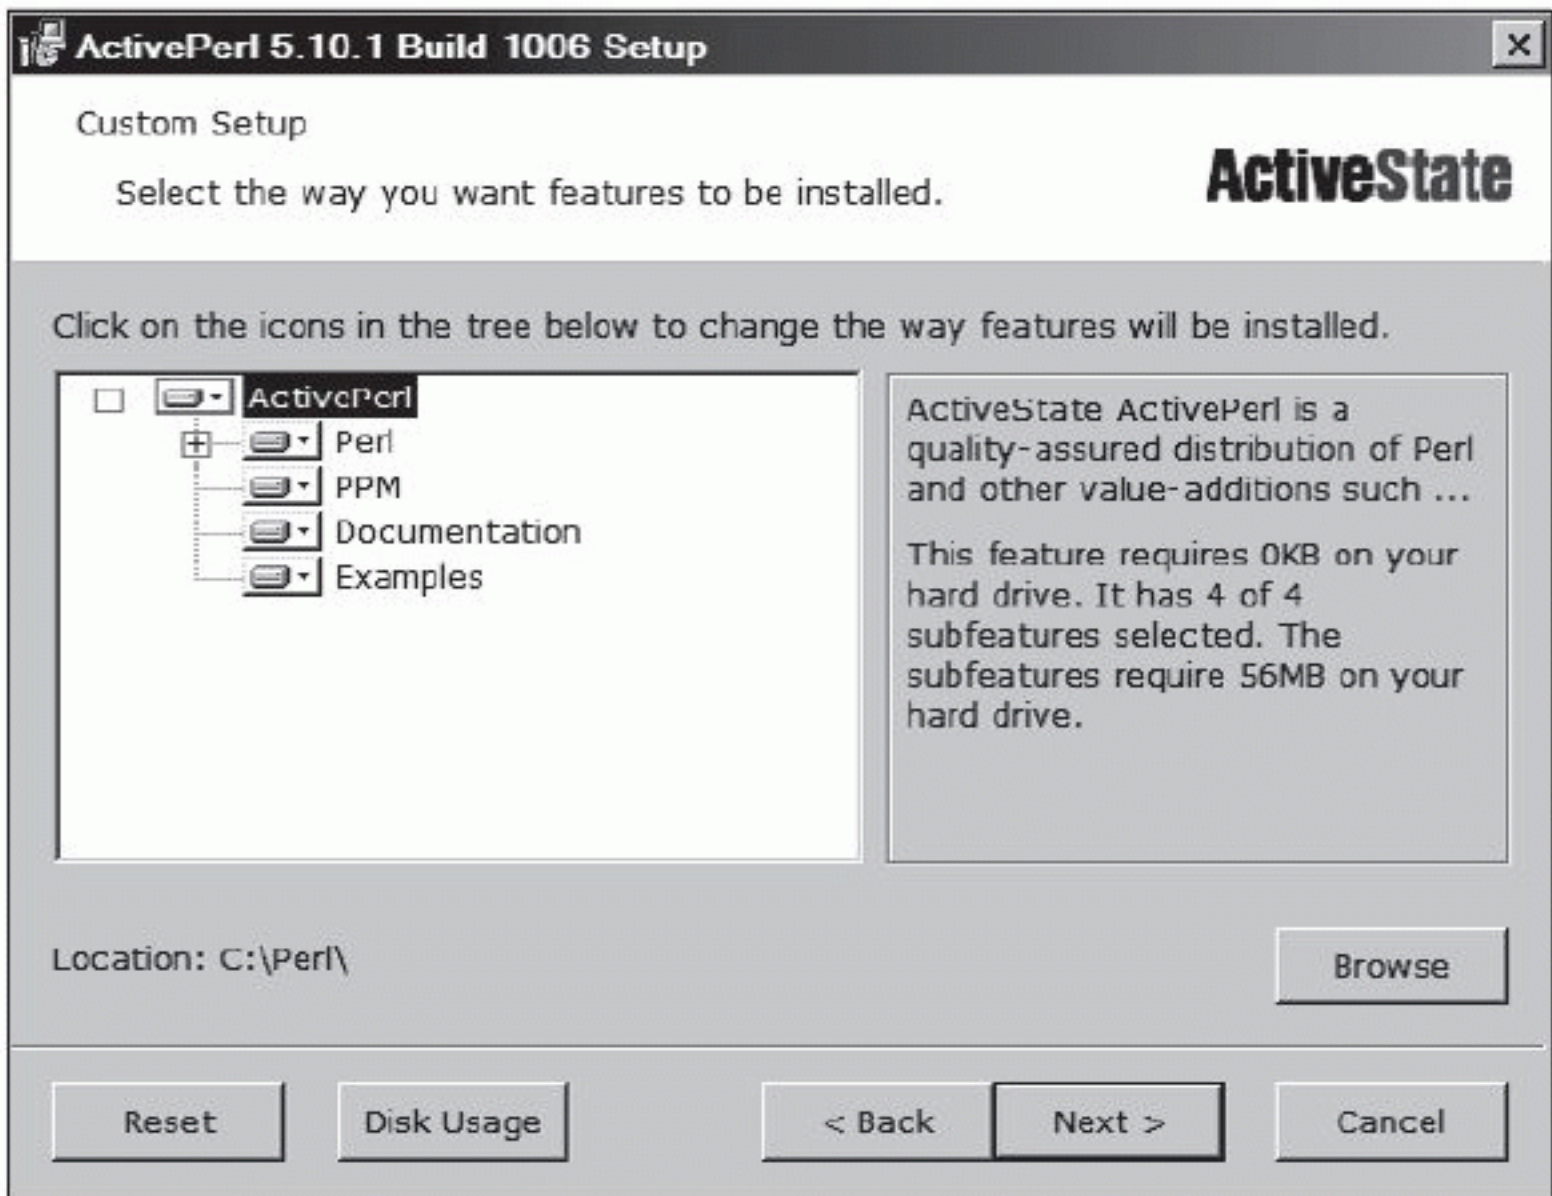 ActivePerl 5.10.1 Build 1006 Setup
Custom Setup
Select the way you want features to be installed.
ActiveState
Click on the icons in the tree below to change the way features will be installed.
ActivePerl
Perl
PPM
Documentation
Examples
ActiveState ActivePerl is a
quality-assured distribution of Perl
and other value-additions such ...
This feature requires 0KB on your
hard drive. It has 4 of 4
subfeatures selected. The
subfeatures require 56MB on your
hard drive.
Location: C:\Perl\
Browse
Reset
Disk Usage
< Back
Next >
Cancel